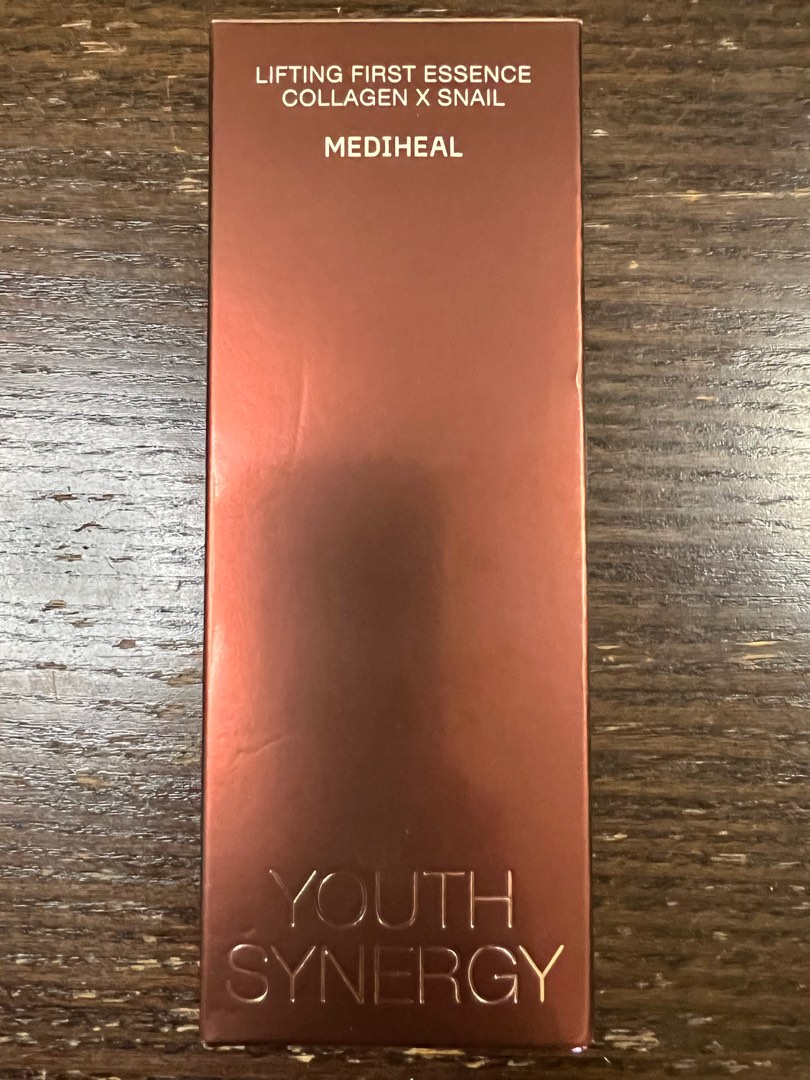 LIFTING FIRST ESSENCE
COLLAGEN X SNAIL
MEDIHEAL
YOUTH
SYNERGY